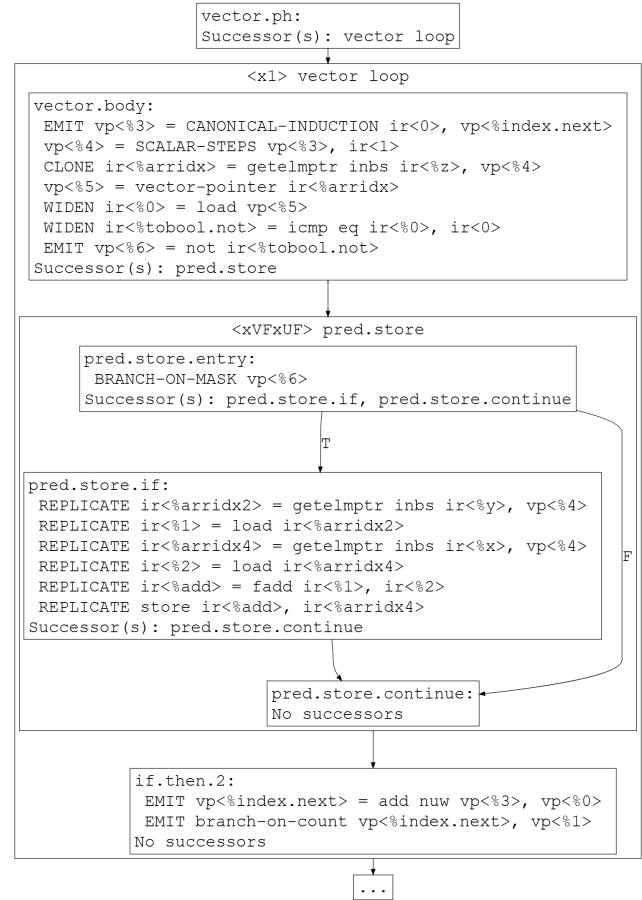 vector.ph:
Successor(s): vector loop
<x1> vector loop
vector.body:
EMIT vp<%3> = CANONICAL-INDUCTION ir<0>, vp<%index.next>
vp<%4> = SCALAR-STEPS vp<%3>, ir<1>
CLONE ir<%arridx> = getelmptr inbs ir<%z>, vp<%4>
vp<%5> = vector-pointer ir<%arridx>
WIDEN ir<%0> = load vp<%5>
WIDEN ir<%tobool.not> = icmp eq ir<%0>, ir<0>
EMIT vp<%6> = not ir<%tobool.not>
Successor(s): pred.store
<xVFxUF> pred.store
pred.store.entry:
BRANCH-ON-MASK vp<%6>
Successor(s): pred.store.if, pred.store.continue
T
pred.store.if:
REPLICATE ir<%arridx2> = getelmptr inbs ir<%y>, vp<%4>
REPLICATE ir<%1> = load ir<%arridx2>
REPLICATE ir<%arridx4> = getelmptr inbs ir<%x>, vp<%4>
REPLICATE ir<%2> = load ir<%arridx4>
REPLICATE ir<%add> = fadd ir<%1>, ir<%2>
REPLICATE store ir<%add>, ir<%arridx4>
Successor(s): pred.store.continue
F
pred.store.continue:
No successors
if.then.2:
EMIT vp<%index.next> = add nuw vp<%3>, vp<%0>
EMIT branch-on-count vp<%index.next>, vp<%1>
No successors
...